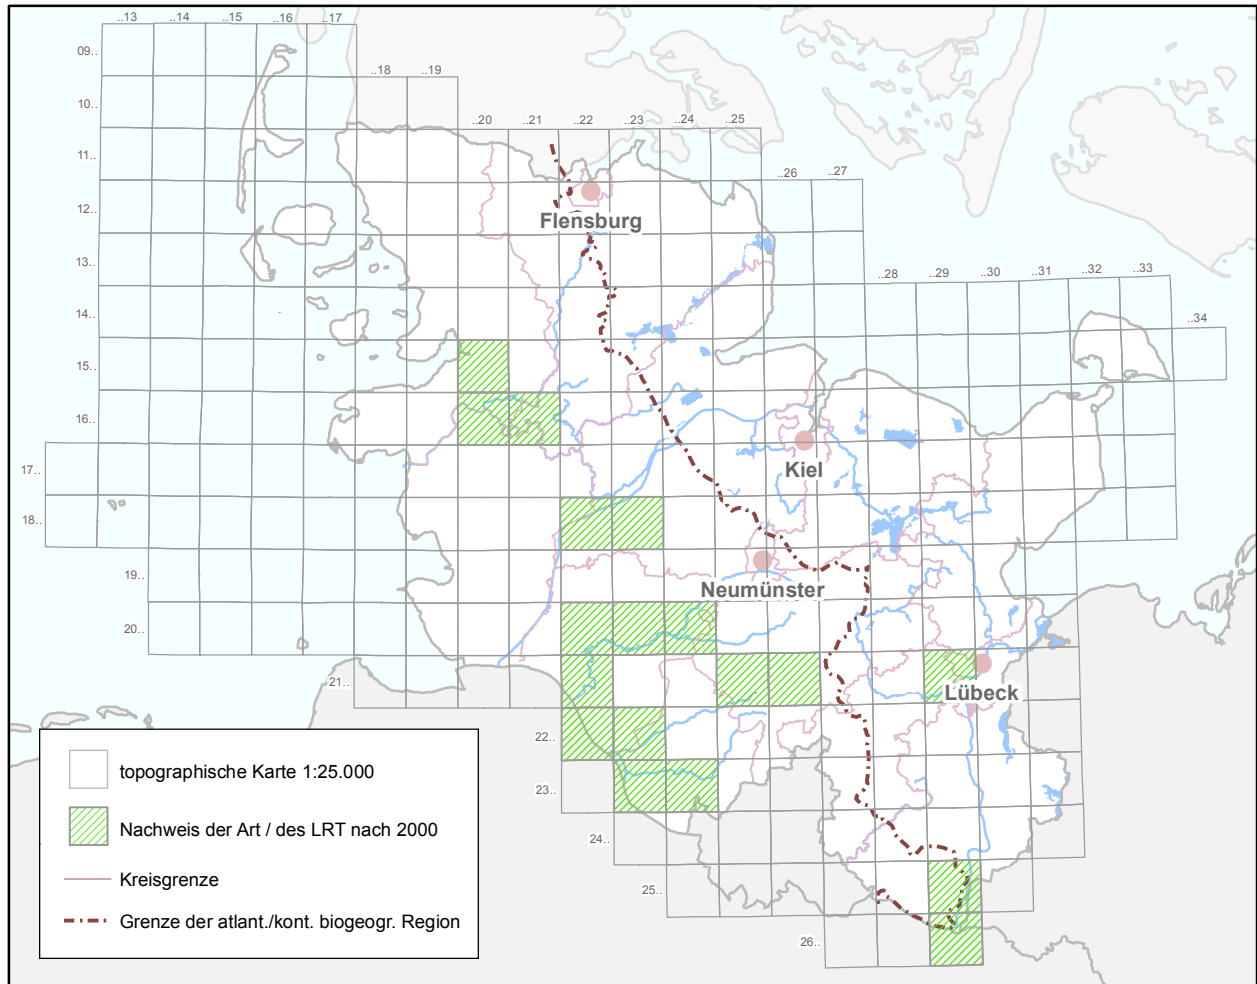 ..13 ..14 ..15 ..16 ..17
09..
..18 ..19
10..
..20 ..21 ..22 ..23 ..24 ..25
11..
..26 ..27
12..
Flensburg
13..
..28 ..29 ..30 ..31 ..32 ..33
14..
..34
15..
16..
Kiel
17..
18..
19..
Neumünster
20..
21..
Lübeck
22..
23..
24..
25..
26..
topographische Karte 1:25.000
Nachweis der Art / des LRT nach 2000
Kreisgrenze
Grenze der atlant./kont. biogeogr. Region